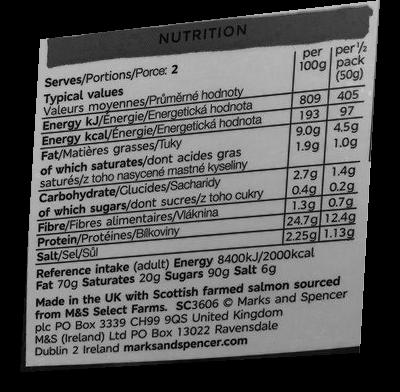 NUTRITION
per 100g per ½ pack (50g)
Serves/Portions/Porce: 2
Typical values
Valeurs moyennes/Průměrné hodnoty
Energy kJ/Énergie/Energetická hodnota 809 405
Energy kcal/Énergie/Energetická hodnota 193 97
Fat/Matières grasses/Tuky 9.0g 4.5g
of which saturates/dont acides gras
saturés/z toho nasycené mastné kyseliny 1.9g 1.0g
Carbohydrate/Glucides/Sacharidy 2.7g 1.4g
of which sugars/dont sucres/z toho cukry 0.4g 0.2g
Fibre/Fibres alimentaires/Vláknina 1.3g 0.7g
Protein/Protéines/Bílkoviny 24.7g 12.4g
Salt/Sel/Sůl 2.25g 1.13g
Reference intake (adult) Energy 8400kJ/2000kcal
Fat 70g Saturates 20g Sugars 90g Salt 6g
Made in the UK with Scottish farmed salmon sourced
from M&S Select Farms. SC3606 © Marks and Spencer
plc PO Box 3339 CH99 9QS United Kingdom
M&S (Ireland) Ltd PO Box 13022 Ravensdale
Dublin 2 Ireland marksandspencer.com